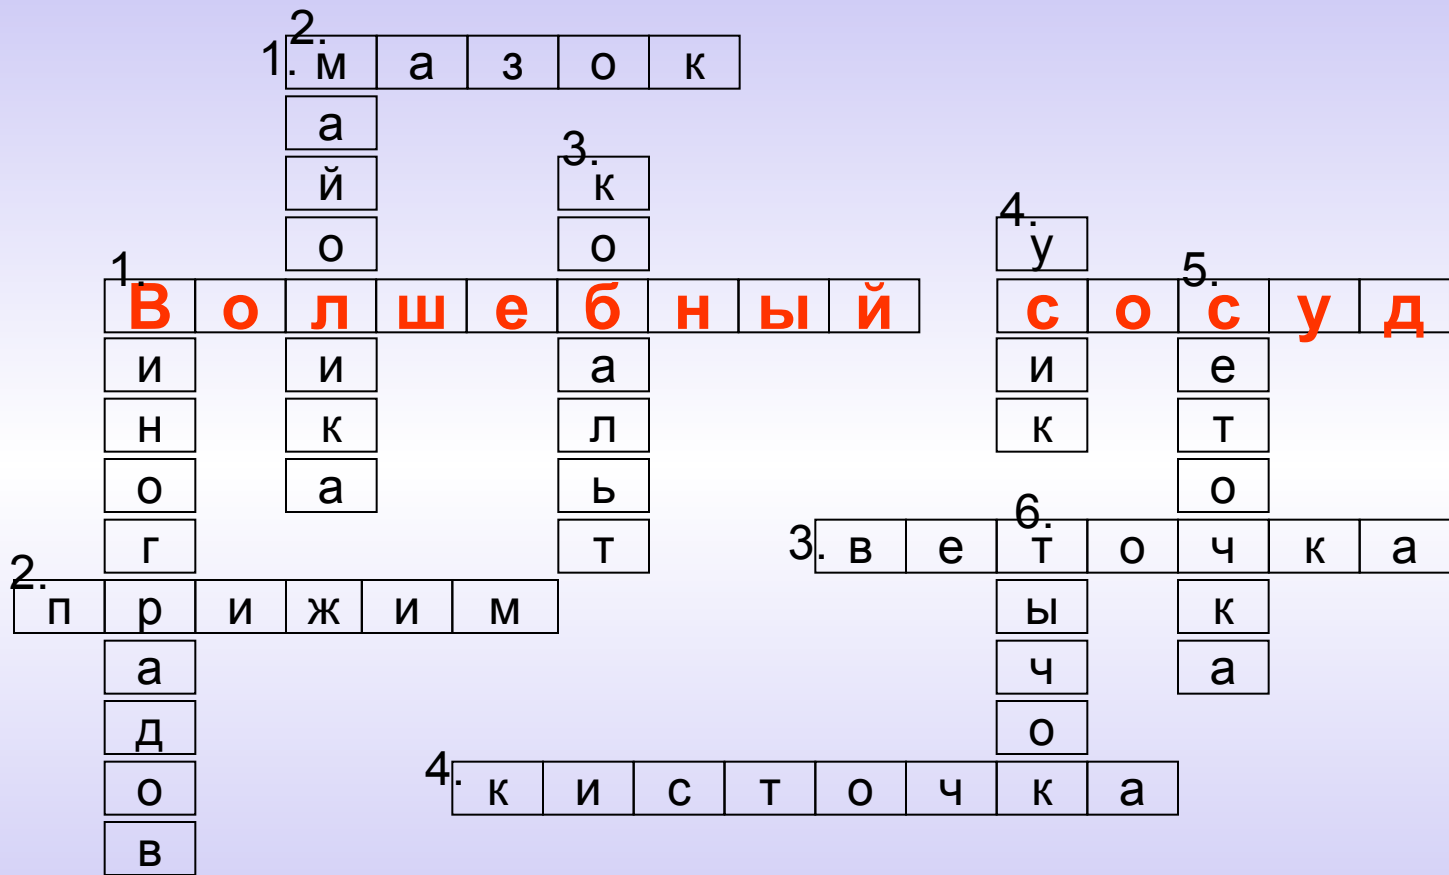 2.
1. мазок
а
3.
й к
4.
о о у
1. 5.
Волшебный сосуд
и и а и е
н к л к т
о а ь о
6.
г т 3. веточка
2.
прижим ы к
а ч а
д о
4. кисточка
о
в